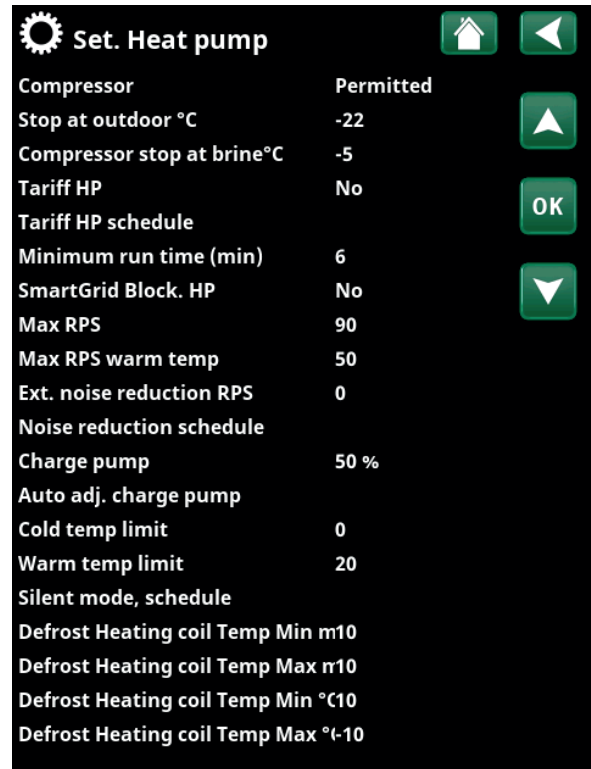 Set. Heat pump
Compressor Permitted
Stop at outdoor °C -22
Compressor stop at brine°C -5
Tariff HP No
OK
Tariff HP schedule
Minimum run time (min) 6
SmartGrid Block. HP No
Max RPS 90
Max RPS warm temp 50
Ext. noise reduction RPS 0
Noise reduction schedule
Charge pump 50 %
Auto adj. charge pump
Cold temp limit 0
Warm temp limit 20
Silent mode, schedule
Defrost Heating coil Temp Min m10
Defrost Heating coil Temp Max m10
Defrost Heating coil Temp Min °C10
Defrost Heating coil Temp Max °C-10